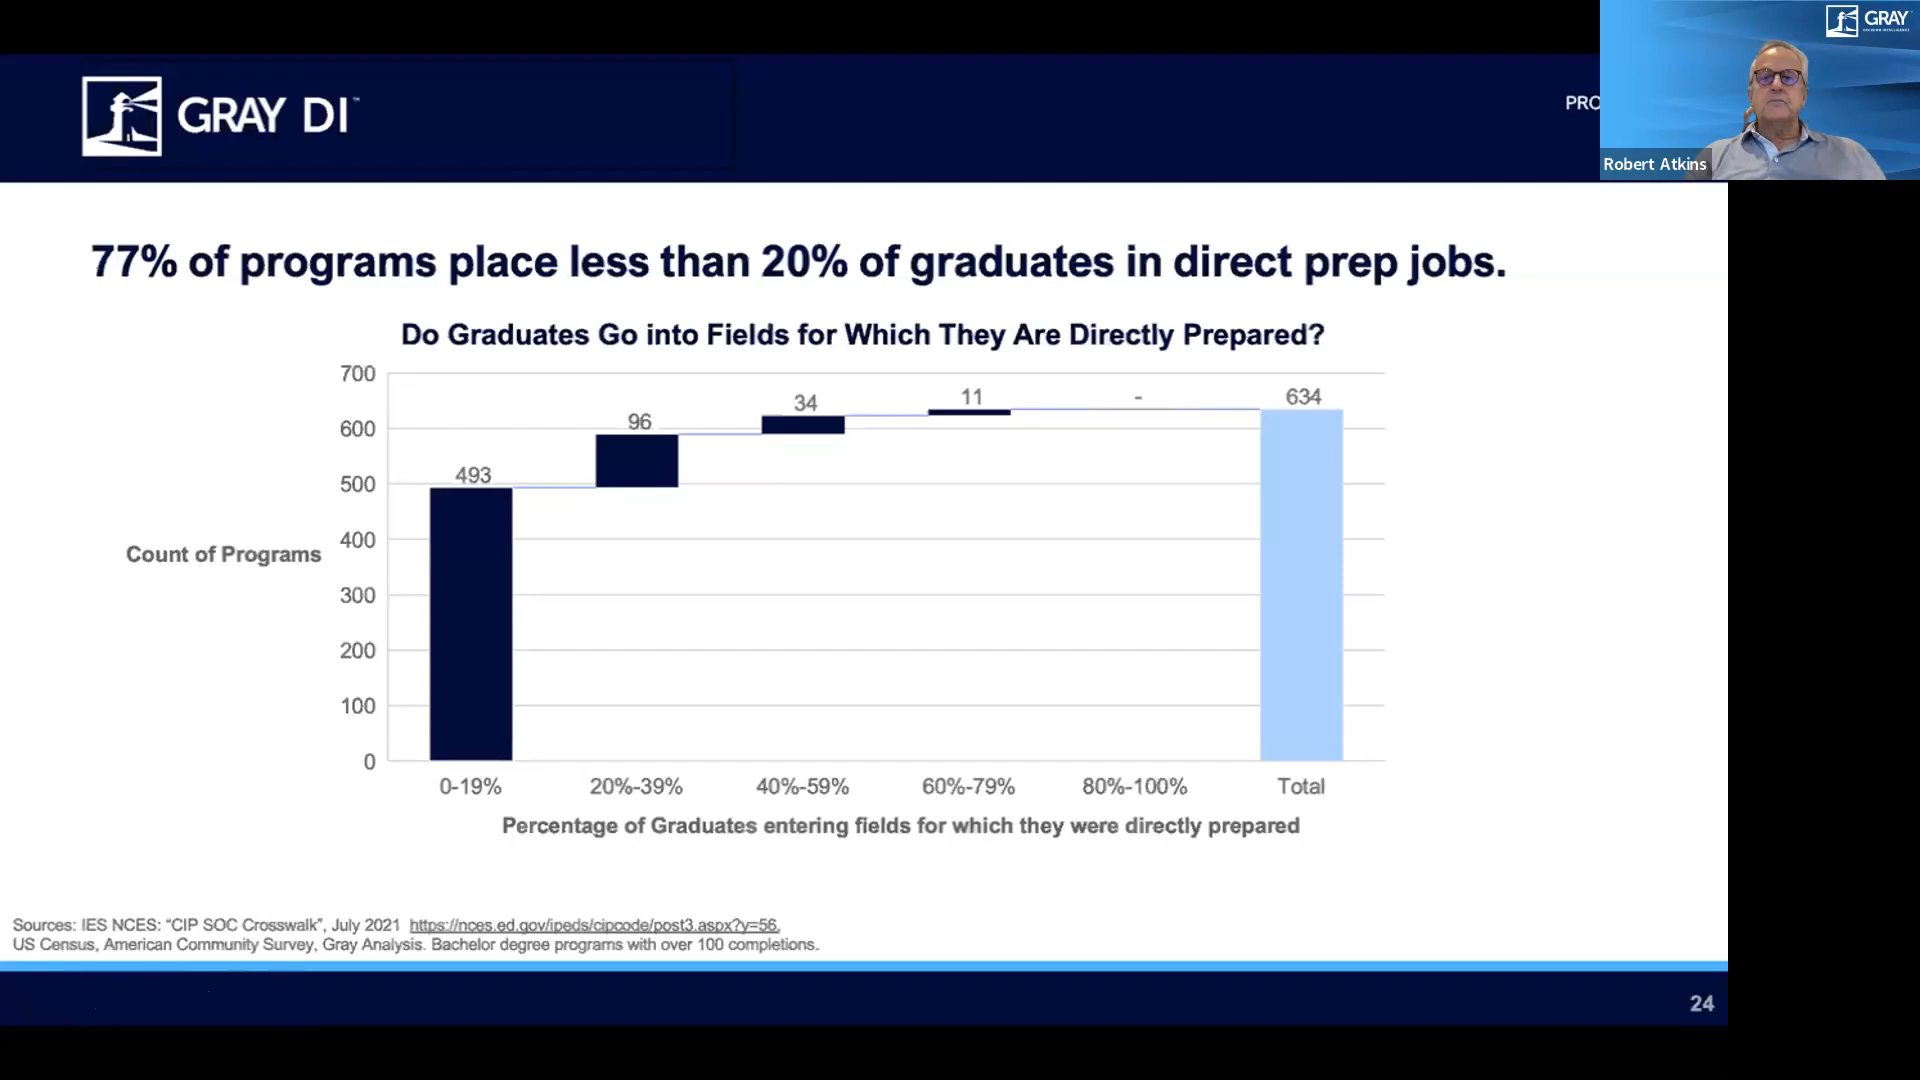 GRAY DI™
PRO
GRAY
Robert Atkins
77% of programs place less than 20% of graduates in direct prep jobs.
Do Graduates Go into Fields for Which They Are Directly Prepared?
700
600
500
400
300
200
100
0
Count of Programs
493
96
34
11
-
634
0-19%
20%-39%
40%-59%
60%-79%
80%-100%
Total
Percentage of Graduates entering fields for which they were directly prepared
Sources: IES NCES: “CIP SOC Crosswalk”, July 2021 https://nces.ed.gov/ipeds/cipcode/post3.aspx?y=56.
US Census, American Community Survey, Gray Analysis. Bachelor degree programs with over 100 completions.
24